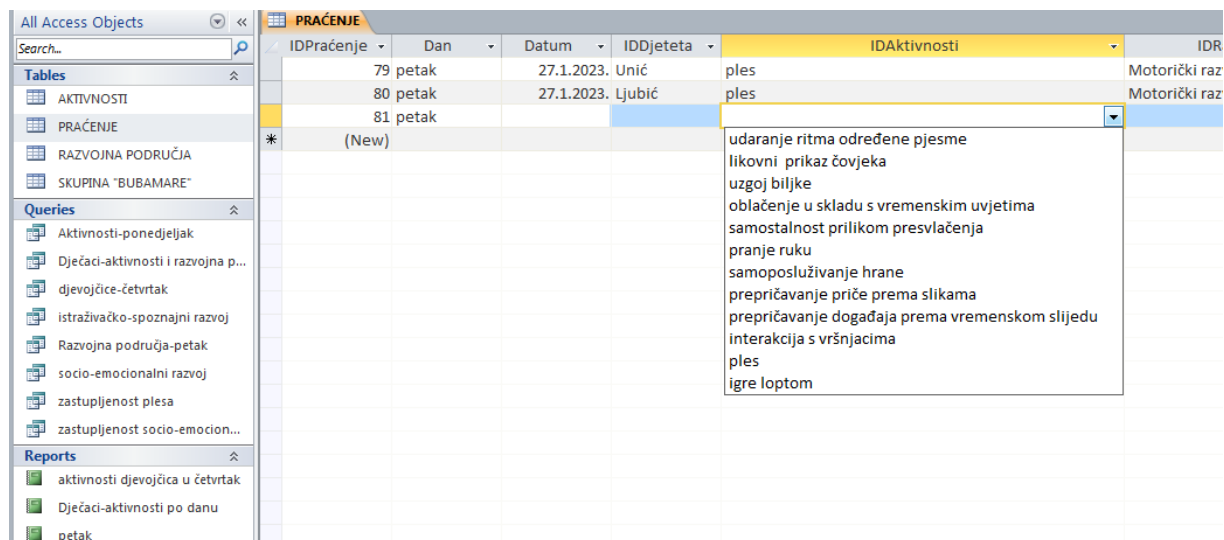 All Access Objects
Search...
Tables
AKTIVNOSTI
PRAĆENJE
RAZVOJNA PODRUČJA
SKUPINA "BUBAMARE"
Queries
Aktivnosti-ponedjeljak
Dječaci-aktivnosti i razvojna p...
djevojčice-četvrtak
istraživačko-spoznajni razvoj
Razvojna područja-petak
socio-emocionalni razvoj
zastupljenost plesa
zastupljenost socio-emocion...
Reports
aktivnosti djevojčica u četvrtak
Dječaci-aktivnosti po danu
petak
PRAĆENJE
IDPraćenje Dan Datum IDDjeteta IDAktivnosti IDR
79 petak 27.1.2023. Unić ples Motorički raz
80 petak 27.1.2023. Ljubić ples Motorički raz
81 petak
(New)
udaranje ritma određene pjesme
likovni prikaz čovjeka
uzgoj biljke
oblačenje u skladu s vremenskim uvjetima
samostalnost prilikom presvlačenja
pranje ruku
samoposluživanje hrane
prepričavanje priče prema slikama
prepričavanje događaja prema vremenskom slijedu
interakcija s vršnjacima
ples
igre loptom